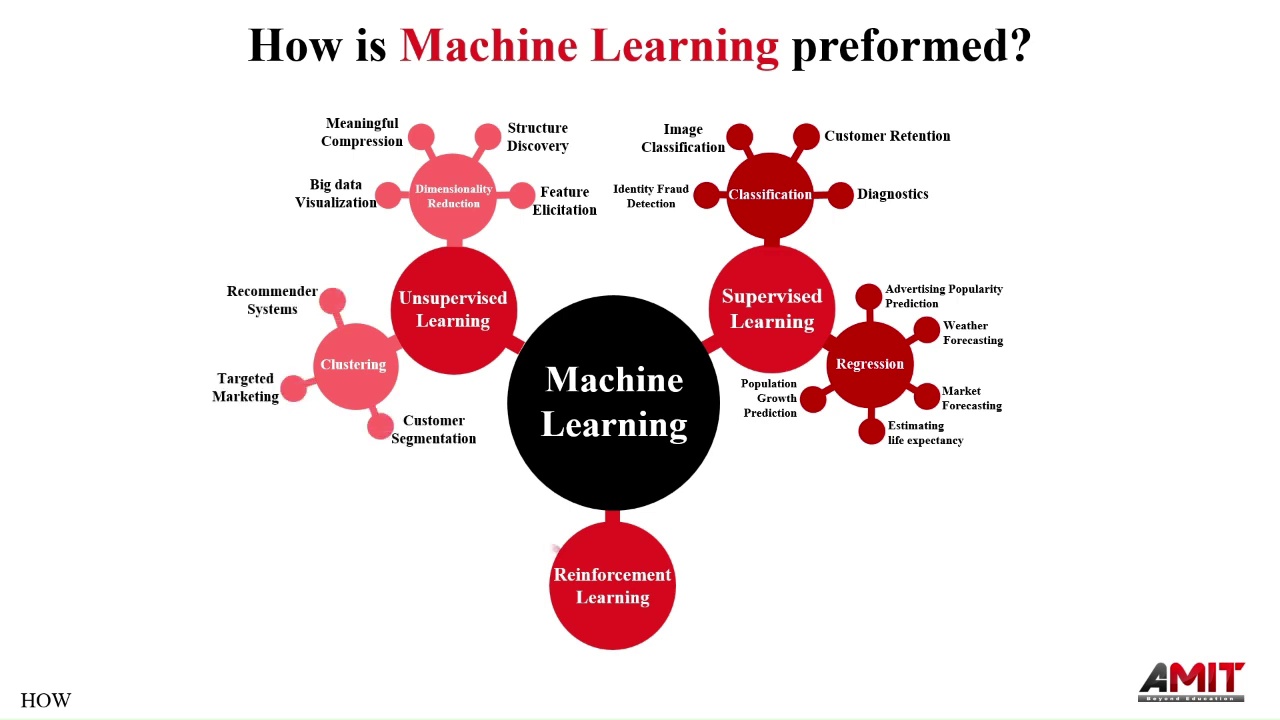 How is Machine Learning preformed?
Meaningful
Compression
Structure
Discovery
Big data
Visualization
Dimensionality
Reduction
Feature
Elicitation
Image
Classification
Customer Retention
Identity Fraud
Detection
Classification
Diagnostics
Recommender
Systems
Unsupervised
Learning
Clustering
Targeted
Marketing
Customer
Segmentation
Machine
Learning
Supervised
Learning
Advertising Popularity
Prediction
Weather
Forecasting
Regression
Population
Growth
Prediction
Market
Forecasting
Estimating
life expectancy
Reinforcement
Learning
HOW
AMIT
Beyond Education